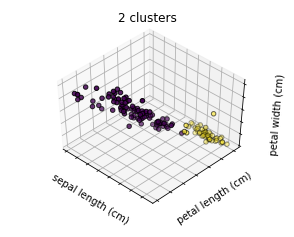 2 clusters
sepal length (cm)
petal length (cm)
petal width (cm)